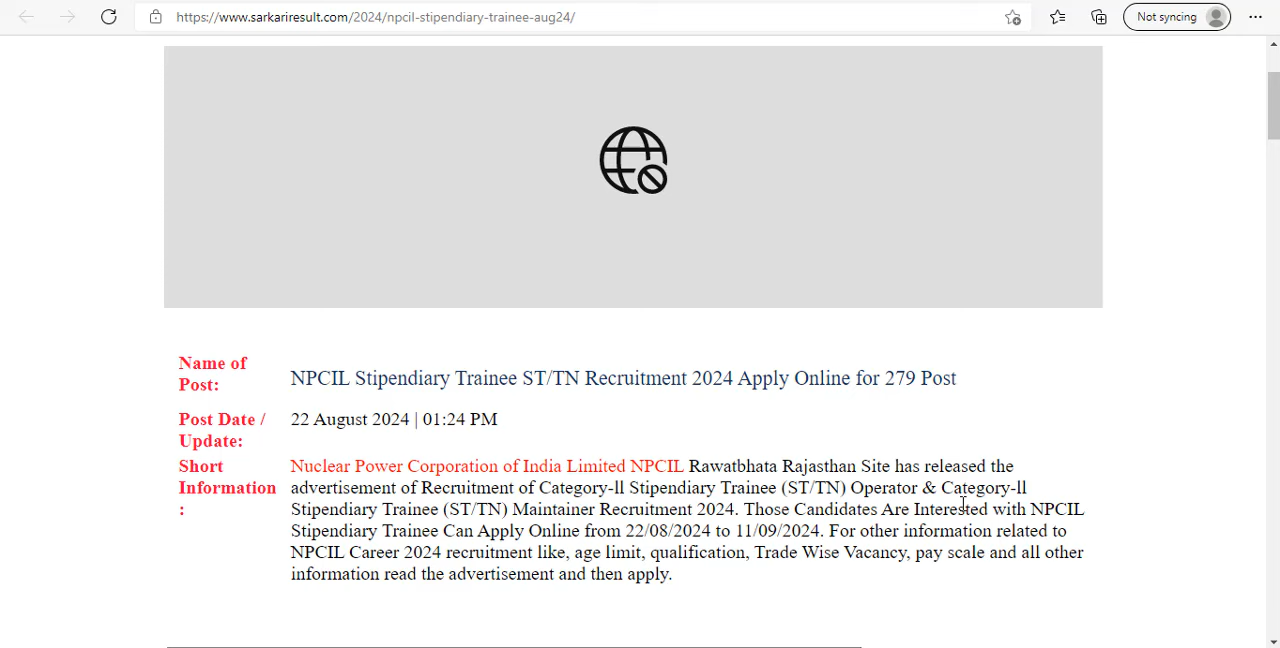 https://www.sarkariresult.com/2024/npcil-stipendiary-trainee-aug24/
Not syncing
Name of
Post:
NPCIL Stipendiary Trainee ST/TN Recruitment 2024 Apply Online for 279 Post
Post Date /
Update:
22 August 2024 | 01:24 PM
Short
Information
:
Nuclear Power Corporation of India Limited NPCIL Rawatbhata Rajasthan Site has released the
advertisement of Recruitment of Category-ll Stipendiary Trainee (ST/TN) Operator & Category-ll
Stipendiary Trainee (ST/TN) Maintainer Recruitment 2024. Those Candidates Are Interested with NPCIL
Stipendiary Trainee Can Apply Online from 22/08/2024 to 11/09/2024. For other information related to
NPCIL Career 2024 recruitment like, age limit, qualification, Trade Wise Vacancy, pay scale and all other
information read the advertisement and then apply.